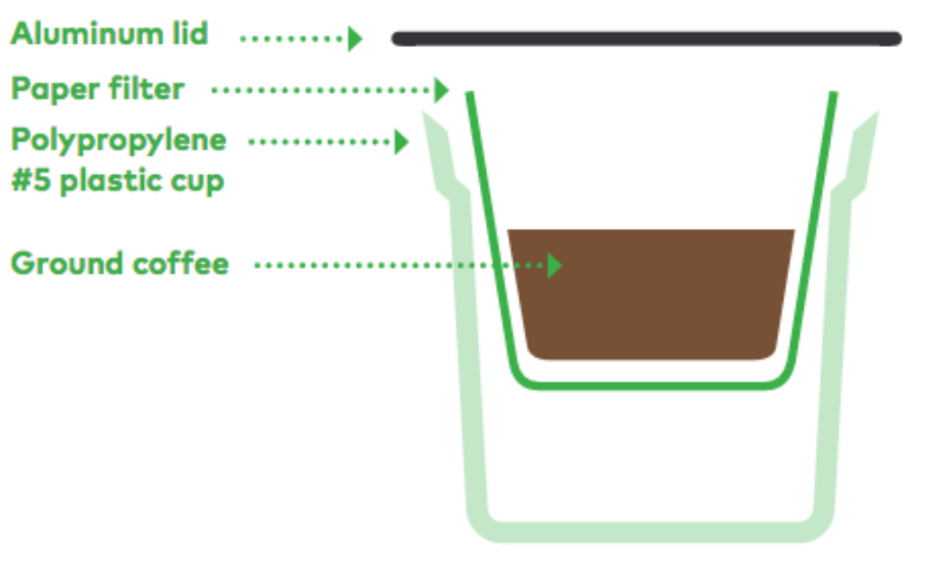 Aluminum lid
Paper filter
Polypropylene
#5 plastic cup
Ground coffee